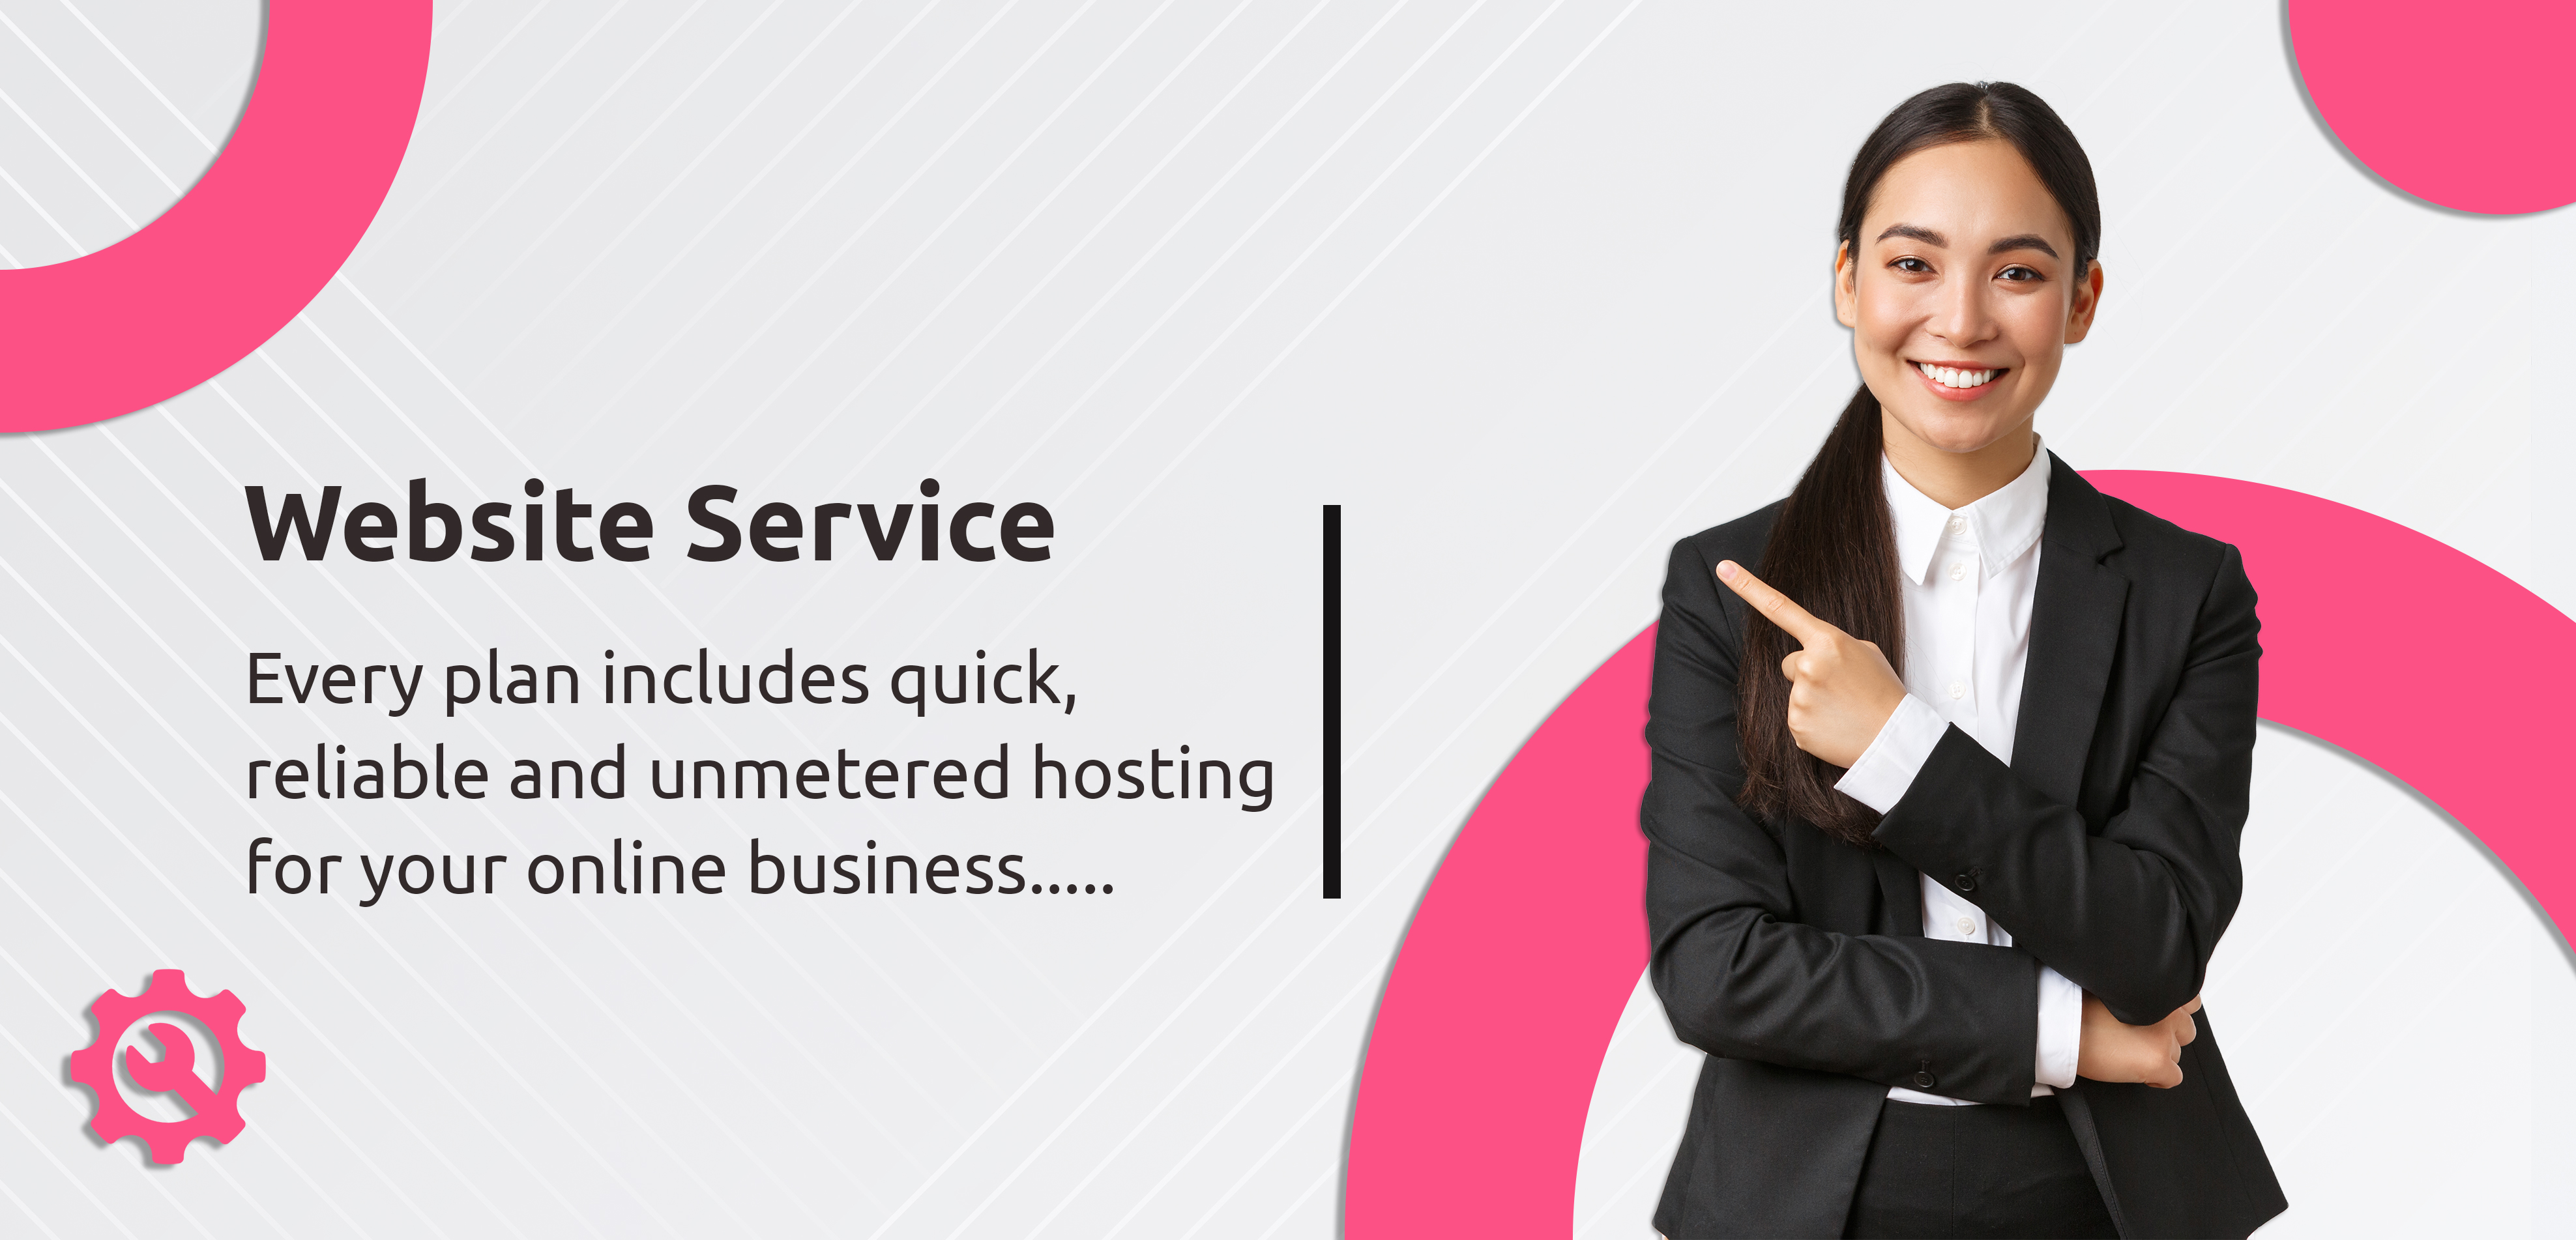 Website Service
Every plan includes quick,
reliable and unmetered hosting
for your online business.....